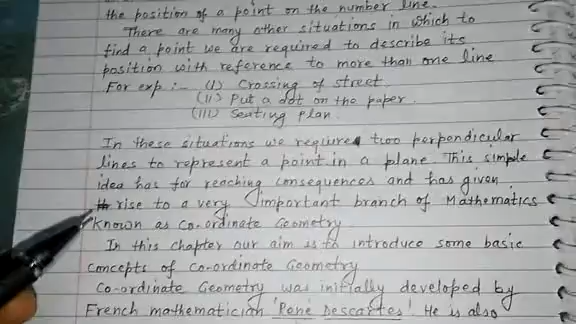 the position of a point on the number line.
There are many other situations in which to
find a point we are required to describe its
position with reference to more than one line
For exp :- (i) Crossing of street.
(ii) Put a dot on the paper.
(iii) Seating plan.
In these situations we require two perpendicular
lines to represent a point in a plane. This simple
idea has far reaching consequences and has given
rise to a very important branch of Mathematics
Known as Co-ordinate Geometry
In this chapter our aim is to introduce some basic
concepts of Co-ordinate Geometry
Co-ordinate Geometry was initially developed by
French mathematician 'René Descartes'. He is also